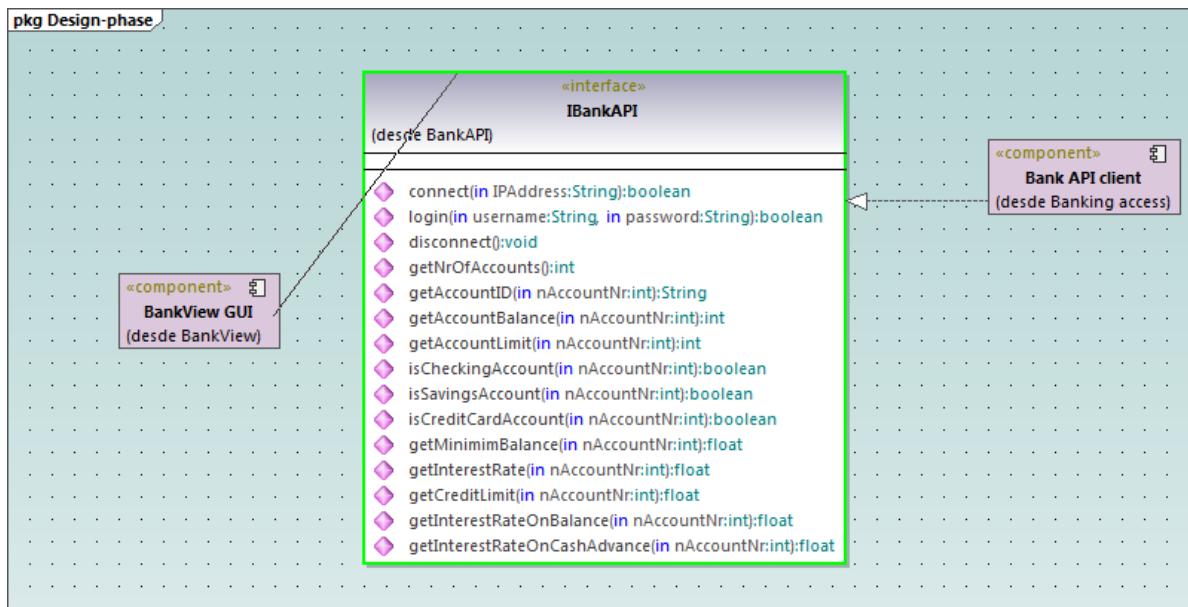 pkg Design-phase
«interface»
IBankAPI
(desde BankAPI)
connect(in IPAddress:String):boolean
login(in username:String, in password:String):boolean
disconnect():void
getNrOfAccounts():int
getAccountID(in nAccountNr:int):String
getAccountBalance(in nAccountNr:int):int
getAccountLimit(in nAccountNr:int):int
isCheckingAccount(in nAccountNr:int):boolean
isSavingsAccount(in nAccountNr:int):boolean
isCreditCardAccount(in nAccountNr:int):boolean
getMinimimBalance(in nAccountNr:int):float
getInterestRate(in nAccountNr:int):float
getCreditLimit(in nAccountNr:int):float
getInterestRateOnBalance(in nAccountNr:int):float
getInterestRateOnCashAdvance(in nAccountNr:int):float
«component»
BankView GUI
(desde BankView)
«component»
Bank API client
(desde Banking access)